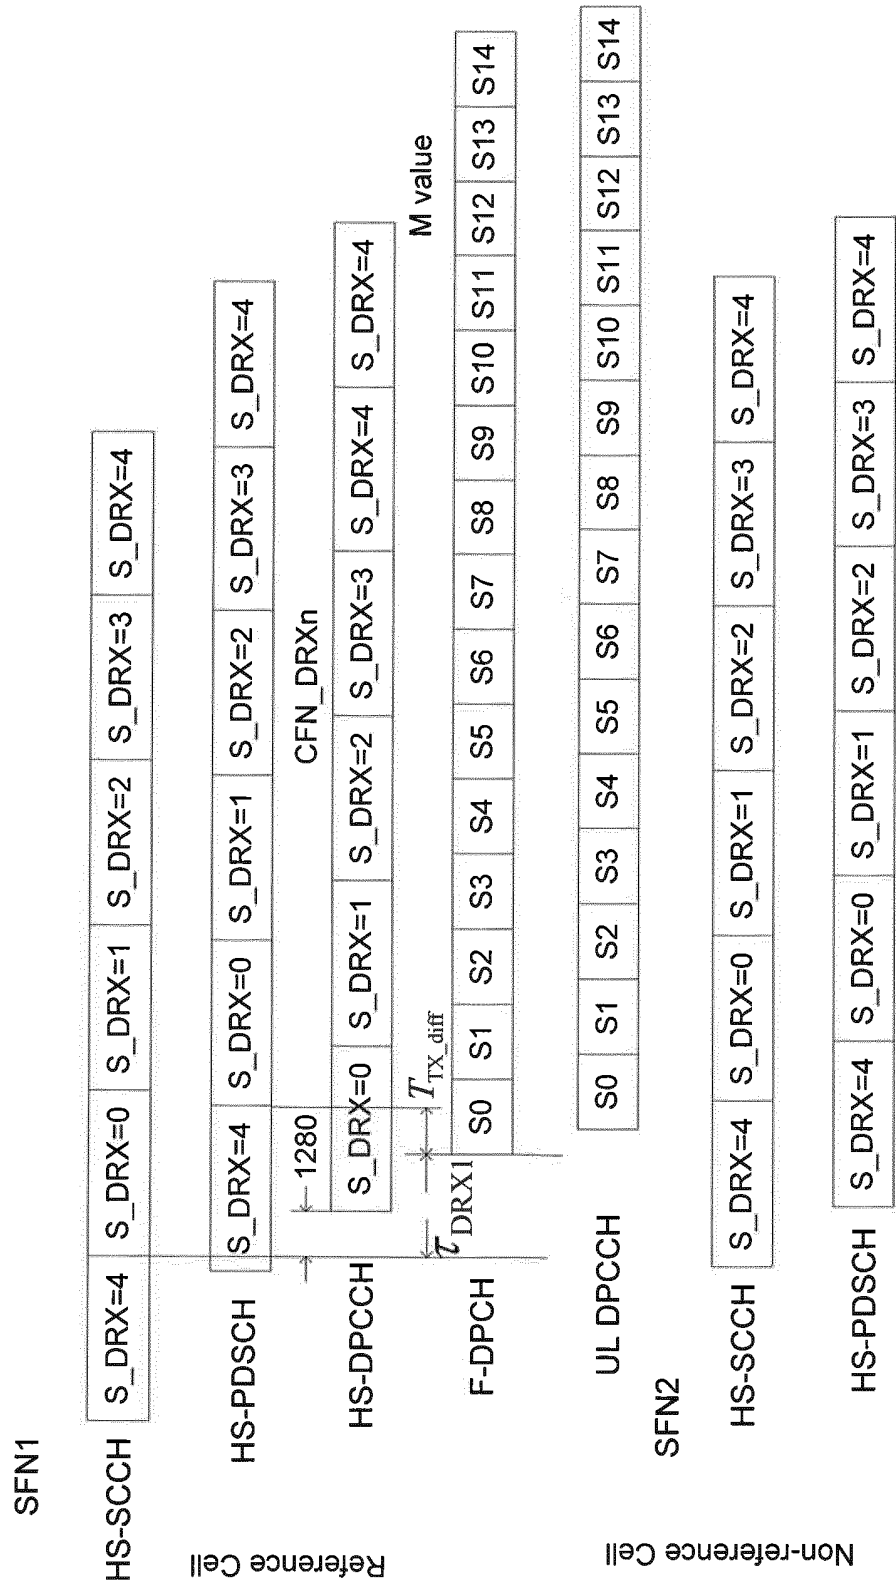 SFN1
Reference Cell
HS-SCCH
S_DRX=4 S_DRX=0 S_DRX=1 S_DRX=2 S_DRX=3 S_DRX=4
HS-PDSCH
S_DRX=4 S_DRX=0 S_DRX=1 S_DRX=2 S_DRX=3 S_DRX=4
1280
CFN_DRXn
HS-DPCCH
S_DRX=0 S_DRX=1 S_DRX=2 S_DRX=3 S_DRX=4 S_DRX=4
τDRX1
TTX_diff
M value
F-DPCH
S0 S1 S2 S3 S4 S5 S6 S7 S8 S9 S10 S11 S12 S13 S14
UL DPCCH
S0 S1 S2 S3 S4 S5 S6 S7 S8 S9 S10 S11 S12 S13 S14
SFN2
Non-reference Cell
HS-SCCH
S_DRX=4 S_DRX=0 S_DRX=1 S_DRX=2 S_DRX=3 S_DRX=4
HS-PDSCH
S_DRX=4 S_DRX=0 S_DRX=1 S_DRX=2 S_DRX=3 S_DRX=4